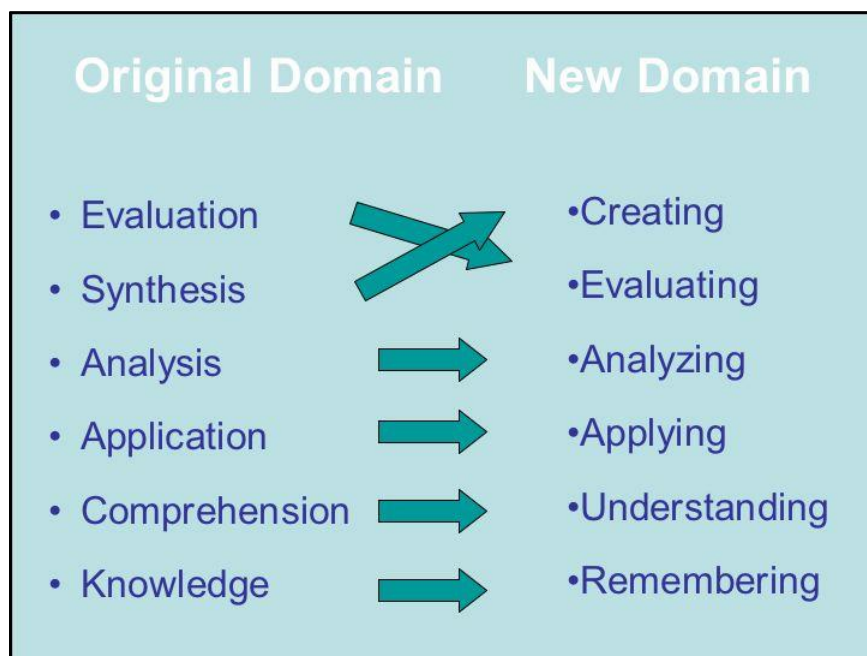 Original Domain
New Domain
• Evaluation
• Synthesis
• Analysis
• Application
• Comprehension
• Knowledge
•Creating
•Evaluating
•Analyzing
•Applying
•Understanding
•Remembering